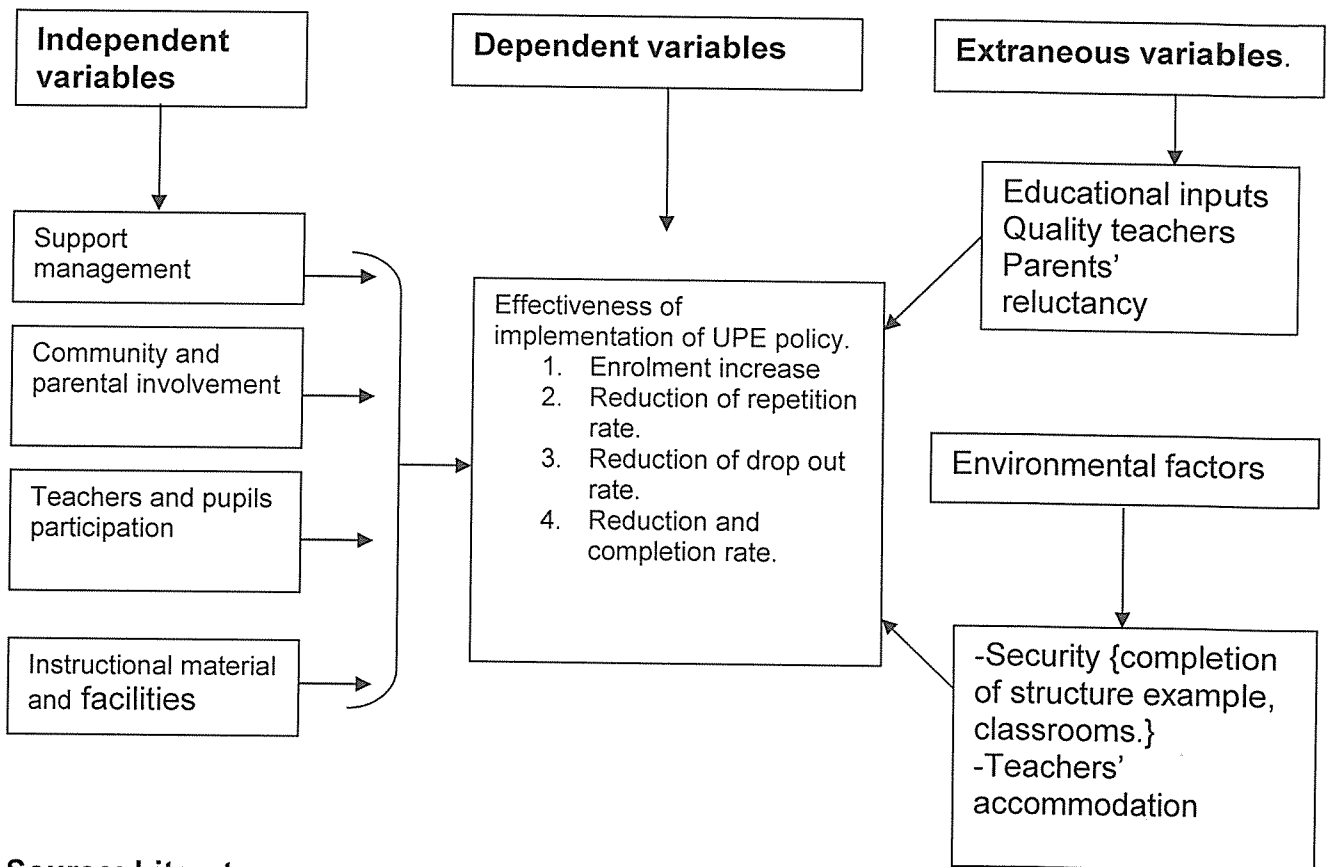 Independent
variables
Support
management
Community and
parental involvement
Teachers and pupils
participation
Instructional material
and facilities
Dependent variables
Effectiveness of
implementation of UPE policy.
1. Enrolment increase
2. Reduction of repetition
rate.
3. Reduction of drop out
rate.
4. Reduction and
completion rate.
Extraneous variables.
Educational inputs
Quality teachers
Parents’
reluctancy
Environmental factors
-Security {completion
of structure example,
classrooms.}
-Teachers’
accommodation